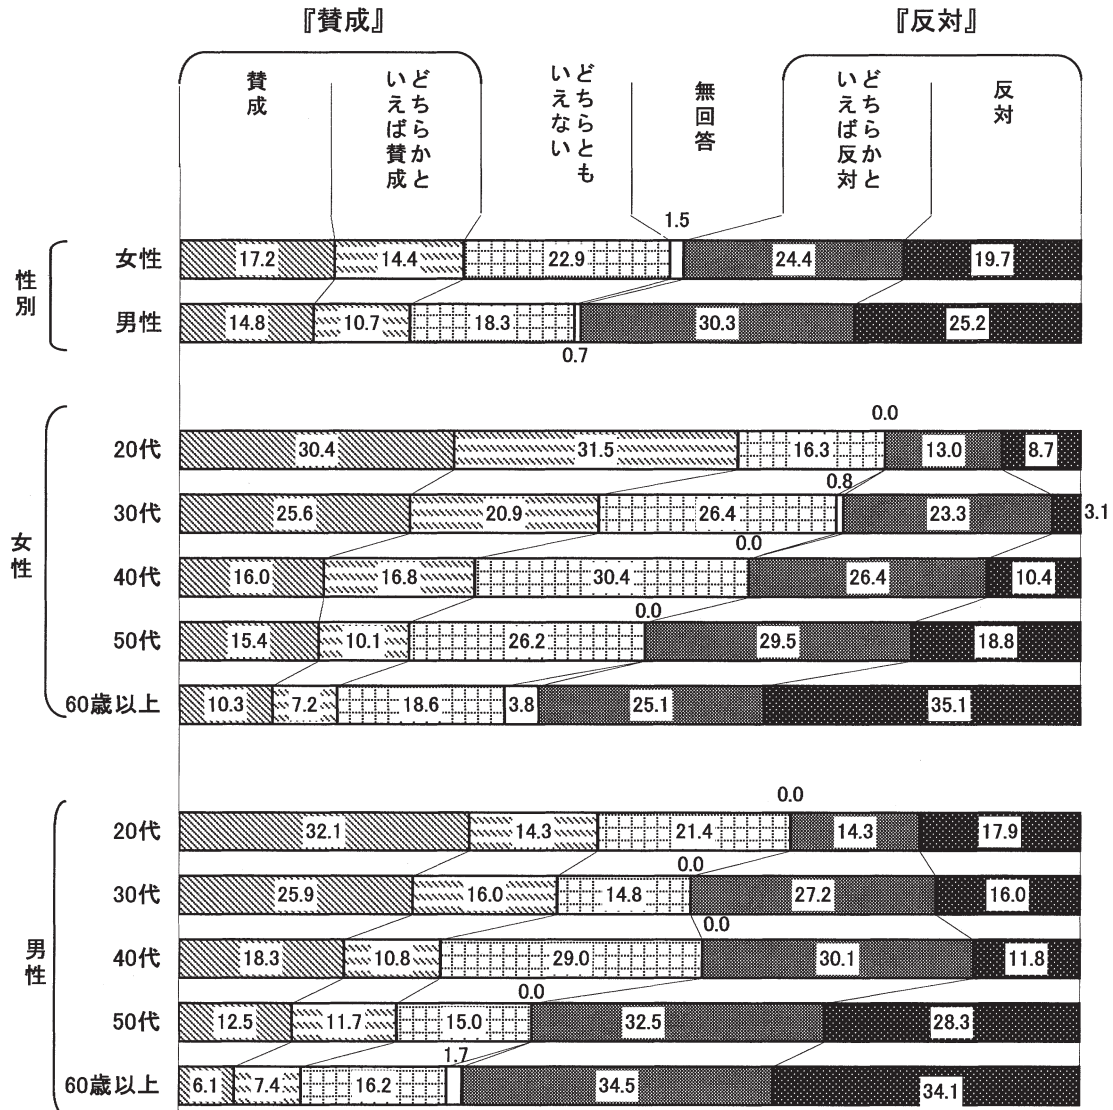 『賛成』
『反対』
賛成
どちらかと
いえば賛成
どちらとも
いえない
無回答
どちらかと
いえば反対
反対
1.5
性別
女性 17.2 14.4 22.9 24.4 19.7
男性 14.8 10.7 18.3 30.3 25.2
0.7
女性
0.0
20代 30.4 31.5 16.3 13.0 8.7
0.8
30代 25.6 20.9 26.4 23.3 3.1
0.0
40代 16.0 16.8 30.4 26.4 10.4
0.0
50代 15.4 10.1 26.2 29.5 18.8
60歳以上 10.3 7.2 18.6 3.8 25.1 35.1
男性
0.0
20代 32.1 14.3 21.4 14.3 17.9
0.0
30代 25.9 16.0 14.8 27.2 16.0
0.0
40代 18.3 10.8 29.0 30.1 11.8
0.0
50代 12.5 11.7 15.0 32.5 28.3
1.7
60歳以上 6.1 7.4 16.2 34.5 34.1